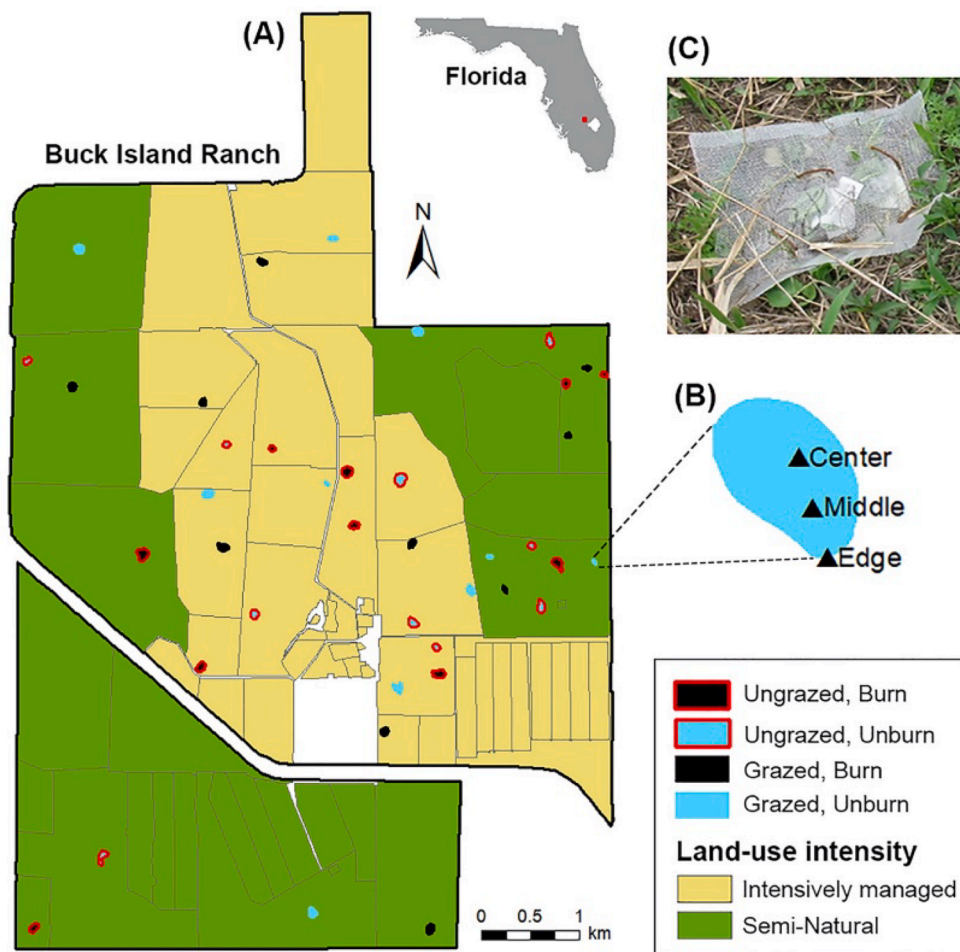 (A)
Florida
Buck Island Ranch
N
(C)
(B)
Center
Middle
Edge
Ungrazed, Burn
Ungrazed, Unburn
Grazed, Burn
Grazed, Unburn
Land-use intensity
Intensively managed
Semi-Natural
0 0.5 1
km